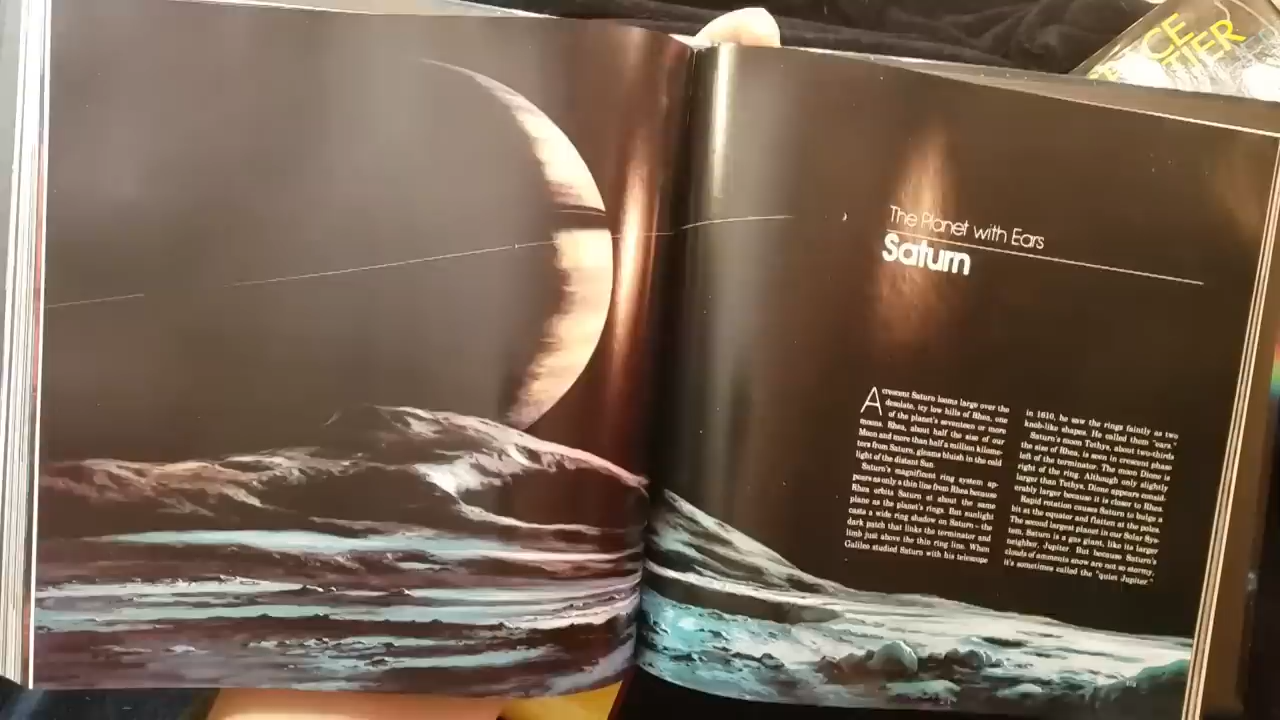 CE
TIER
The Planet with Ears
Saturn
A crescent Saturn looms large over the
desolate, icy low hills of Rhea, one
of the planet's seventeen or more
moons. Rhea, about half the size of our
Moon and more than half a million kilome-
ters from Saturn, gleams bluish in the cold
light of the distant Sun.
Saturn's magnificent ring system ap-
pears as only a thin line from Rhea because
Rhea orbits Saturn at about the same
plane as the planet's rings. But sunlight
casts a wide ring shadow on Saturn – the
dark patch that links the terminator and
limb just above the thin ring line. When
Galileo studied Saturn with his telescope
in 1610, he saw the rings faintly as two
knob-like shapes. He called them "ears."
Saturn's moon Tethys, about two-thirds
the size of Rhea, is seen in crescent phase
left of the terminator. The moon Dione is
right of the ring. Although only slightly
larger than Tethys, Dione appears consid-
erably larger because it is closer to Rhea.
Rapid rotation causes Saturn to bulge a
bit at the equator and flatten at the poles.
The second largest planet in our Solar Sys-
tem, Saturn is a gas giant, like its larger
neighbor, Jupiter. But because Saturn's
clouds of ammonia snow are not so stormy,
it's sometimes called the "quiet Jupiter."